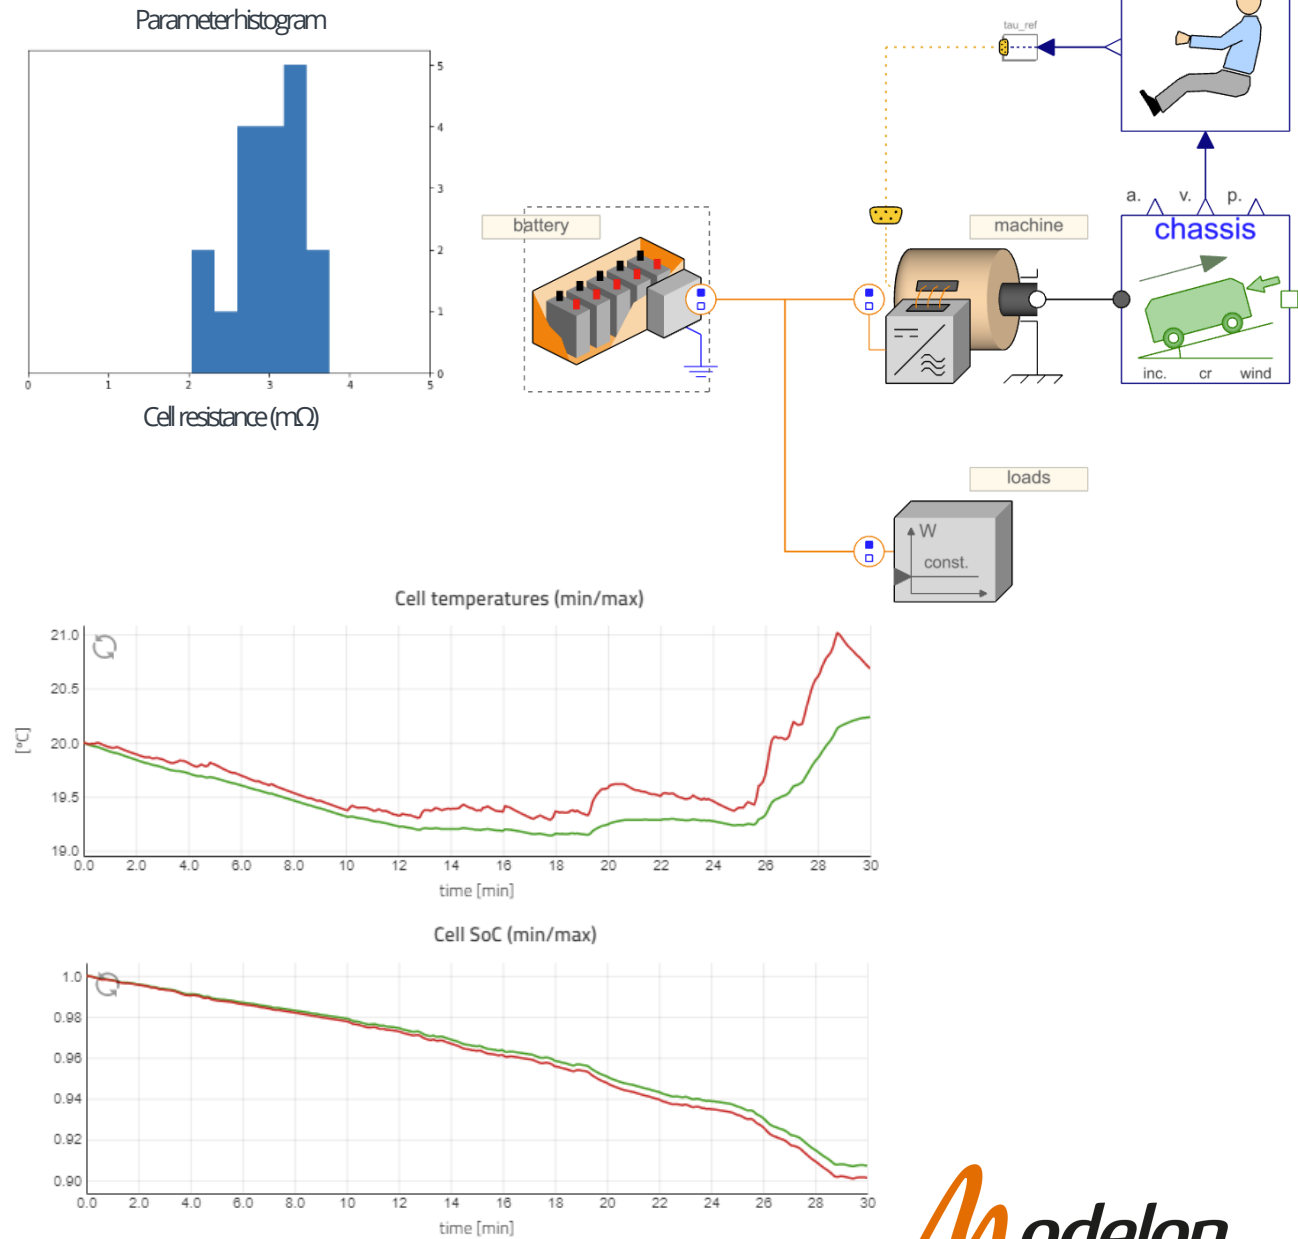 Parameterhistogram
5
4
3
2
1
0
0 1 2 3 4 5
Cell resistance (mΩ)
tau_ref
battery
machine
a. v. p.
chassis
inc. cr wind
loads
W
const.
Cell temperatures (min/max)
21.0
20.5
20.0
19.5
19.0
[°C]
0.0 2.0 4.0 6.0 8.0 10 12 14 16 18 20 22 24 26 28 30
time [min]
Cell SoC (min/max)
1.0
0.98
0.96
0.94
0.92
0.90
0.0 2.0 4.0 6.0 8.0 10 12 14 16 18 20 22 24 26 28 30
time [min]
Modelon